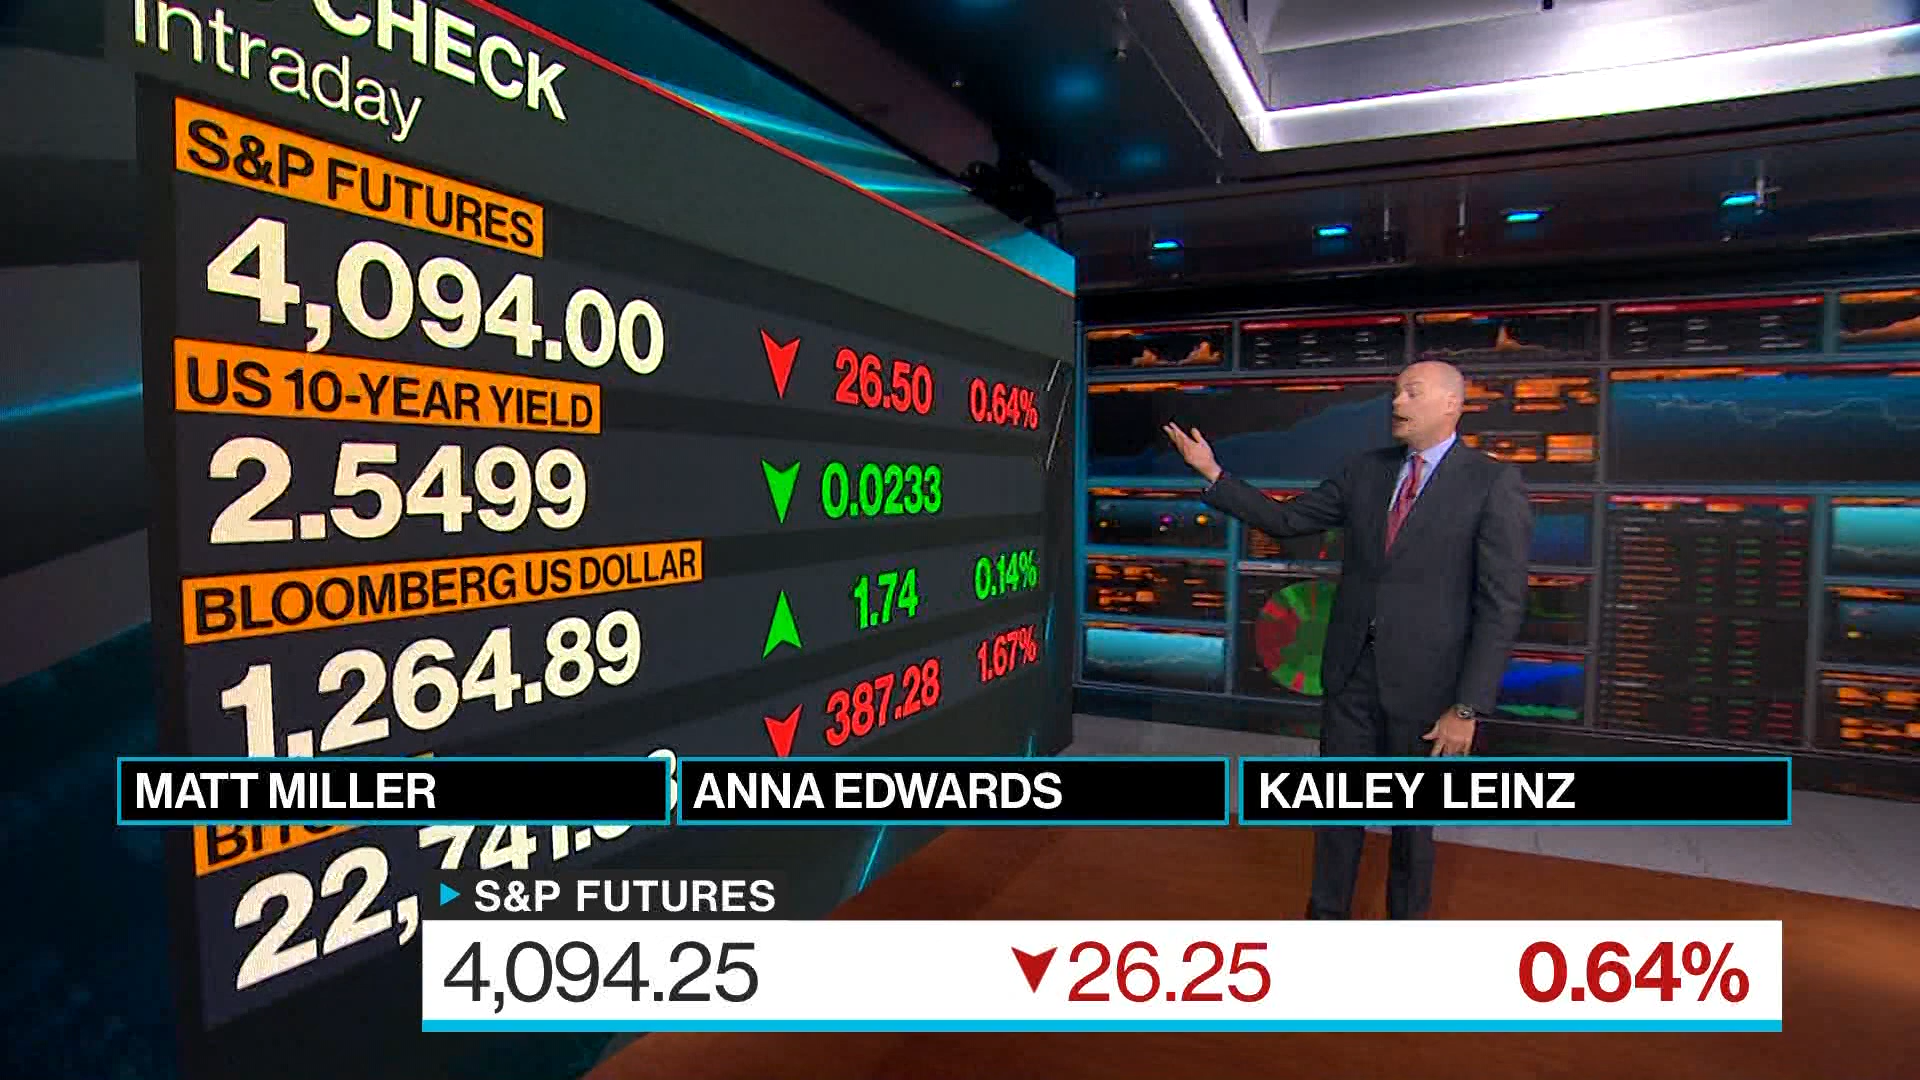 CHECK
Intraday
S&P FUTURES
4,094.00 26.50 0.64%
US 10-YEAR YIELD
2.5499 0.0233
BLOOMBERG US DOLLAR
1,264.89 1.74 0.14%
387.28 1.67%
MATT MILLER ANNA EDWARDS KAILEY LEINZ
S&P FUTURES
4,094.25 26.25 0.64%